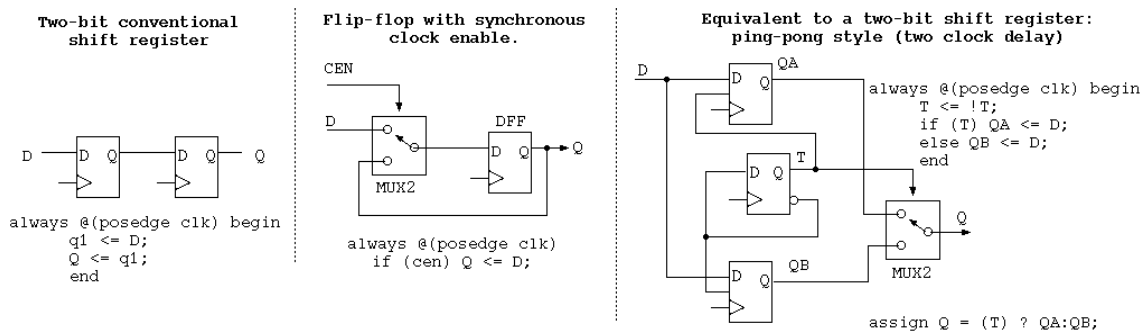 Two-bit conventional
shift register
D
D Q
D Q
Q
always @(posedge clk) begin
q1 <= D;
Q <= q1;
end
Flip-flop with synchronous
clock enable.
CEN
D
MUX2
DFF
D Q
Q
always @(posedge clk)
if (cen) Q <= D;
Equivalent to a two-bit shift register:
ping-pong style (two clock delay)
D
D Q
QA
always @(posedge clk) begin
T <= !T;
if (T) QA <= D;
else QB <= D;
end
D Q
T
Q
MUX2
D Q
QB
assign Q = (T) ? QA:QB;